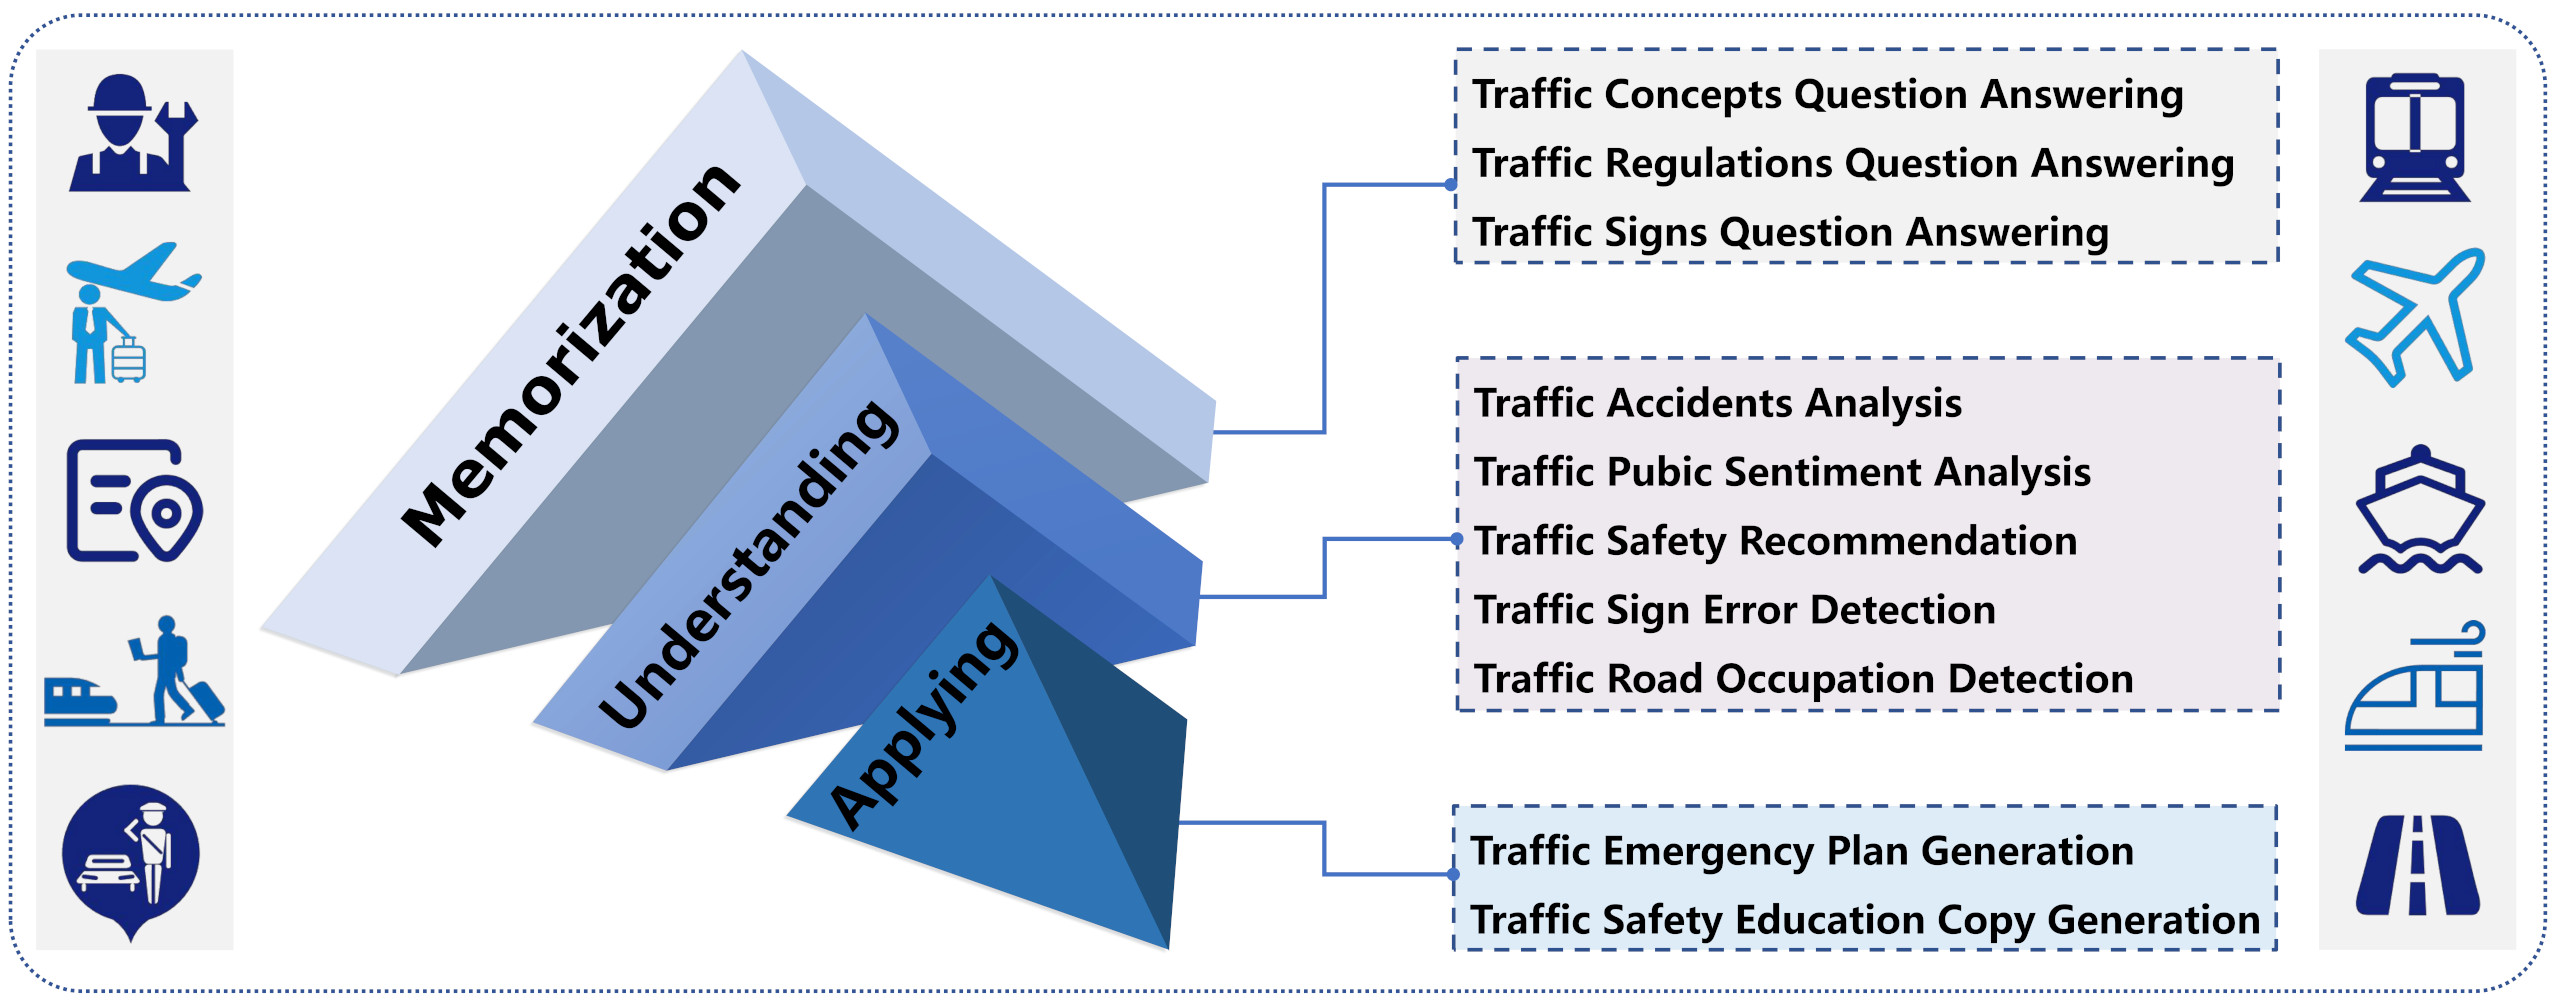 Memorization
Understanding
Applying
Traffic Concepts Question Answering
Traffic Regulations Question Answering
Traffic Signs Question Answering
Traffic Accidents Analysis
Traffic Pubic Sentiment Analysis
Traffic Safety Recommendation
Traffic Sign Error Detection
Traffic Road Occupation Detection
Traffic Emergency Plan Generation
Traffic Safety Education Copy Generation